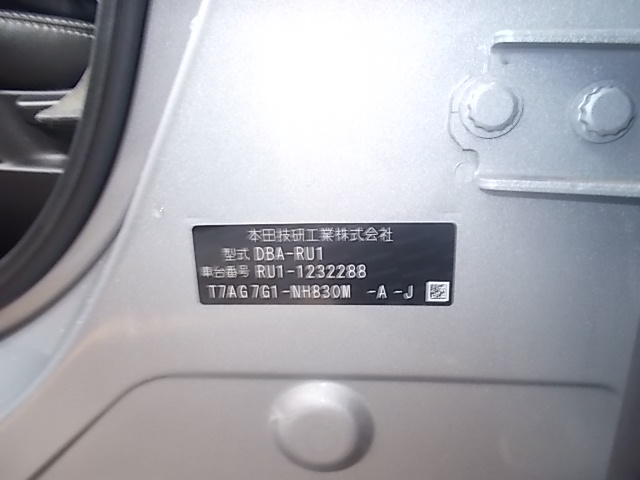 本田技研工業株式会社
型式 DBA-RU1
車台番号 RU1-1232288
T7AG7G1-NH830M -A-J